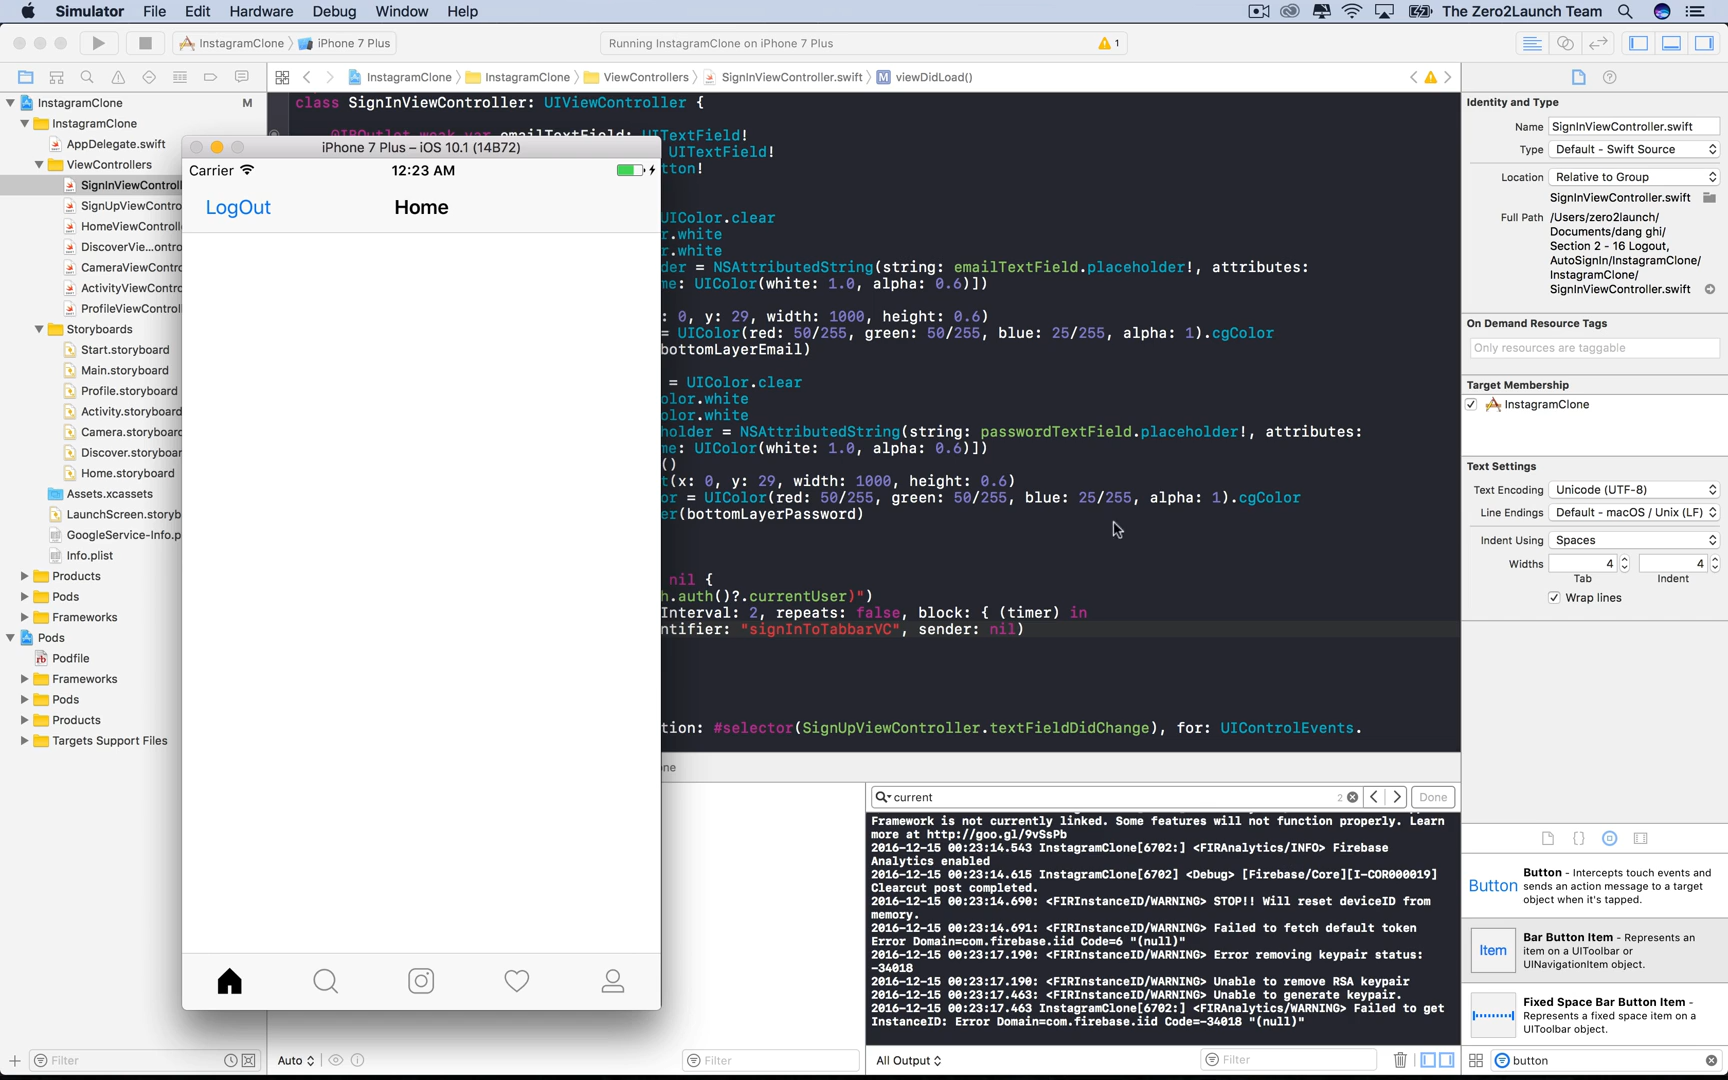 Simulator File Edit Hardware Debug Window Help The Zero2Launch Team
InstagramClone iPhone 7 Plus Running InstagramClone on iPhone 7 Plus 1
InstagramClone InstagramClone ViewControllers SignInViewController.swift M viewDidLoad()
InstagramClone M
InstagramClone
AppDelegate.swift
ViewControllers
SignInViewControll
SignUpViewContro
HomeViewControll
DiscoverVie...ontro
CameraViewContro
ActivityViewContro
ProfileViewControl
Storyboards
Start.storyboard
Main.storyboard
Profile.storyboard
Activity.storyboard
Camera.storyboard
Discover.storyboar
Home.storyboard
Assets.xcassets
LaunchScreen.storyb
GoogleService-Info.p
Info.plist
Products
Pods
Frameworks
Pods
Podfile
Frameworks
Pods
Products
Targets Support Files
Filter
class SignInViewController: UIViewController {
@IBOutlet weak var emailTextField: UITextField!
UITextField!
tton!
UIColor.clear
r.white
r.white
der = NSAttributedString(string: emailTextField.placeholder!, attributes:
me: UIColor(white: 1.0, alpha: 0.6)])
: 0, y: 29, width: 1000, height: 0.6)
= UIColor(red: 50/255, green: 50/255, blue: 25/255, alpha: 1).cgColor
bottomLayerEmail)
= UIColor.clear
olor.white
olor.white
holder = NSAttributedString(string: passwordTextField.placeholder!, attributes:
me: UIColor(white: 1.0, alpha: 0.6)])
()
t(x: 0, y: 29, width: 1000, height: 0.6)
or = UIColor(red: 50/255, green: 50/255, blue: 25/255, alpha: 1).cgColor
er(bottomLayerPassword)
nil {
h.auth()?.currentUser)")
Interval: 2, repeats: false, block: { (timer) in
ntifier: "signInToTabbarVC", sender: nil)
tion: #selector(SignUpViewController.textFieldDidChange), for: UIControlEvents.
ne
iPhone 7 Plus – iOS 10.1 (14B72)
Carrier 12:23 AM
LogOut Home
current 2 Done
Framework is not currently linked. Some features will not function properly. Learn
more at http://goo.gl/9vSsPb
2016-12-15 00:23:14.543 InstagramClone[6702:] <FIRAnalytics/INFO> Firebase
Analytics enabled
2016-12-15 00:23:14.615 InstagramClone[6702] <Debug> [Firebase/Core][I-COR000019]
Clearcut post completed.
2016-12-15 00:23:14.690: <FIRInstanceID/WARNING> STOP!! Will reset deviceID from
memory.
2016-12-15 00:23:14.691: <FIRInstanceID/WARNING> Failed to fetch default token
Error Domain=com.firebase.iid Code=6 "(null)"
2016-12-15 00:23:17.190: <FIRInstanceID/WARNING> Error removing keypair status:
-34018
2016-12-15 00:23:17.190: <FIRInstanceID/WARNING> Unable to remove RSA keypair
2016-12-15 00:23:17.463: <FIRInstanceID/WARNING> Unable to generate keypair.
2016-12-15 00:23:17.463 InstagramClone[6702:] <FIRAnalytics/WARNING> Failed to get
InstanceID: Error Domain=com.firebase.iid Code=-34018 "(null)"
Auto Filter All Output Filter
Identity and Type
Name SignInViewController.swift
Type Default - Swift Source
Location Relative to Group
SignInViewController.swift
Full Path /Users/zero2launch/
Documents/dang ghi/
Section 2 - 16 Logout,
AutoSignIn/InstagramClone/
InstagramClone/
SignInViewController.swift
On Demand Resource Tags
Only resources are taggable
Target Membership
InstagramClone
Text Settings
Text Encoding Unicode (UTF-8)
Line Endings Default - macOS / Unix (LF)
Indent Using Spaces
Widths 4 4
Tab Indent
Wrap lines
Button
Button - Intercepts touch events and
sends an action message to a target
object when it's tapped.
Item
Bar Button Item - Represents an
item on a UIToolbar or
UINavigationItem object.
Fixed Space Bar Button Item -
Represents a fixed space item on a
UIToolbar object.
button